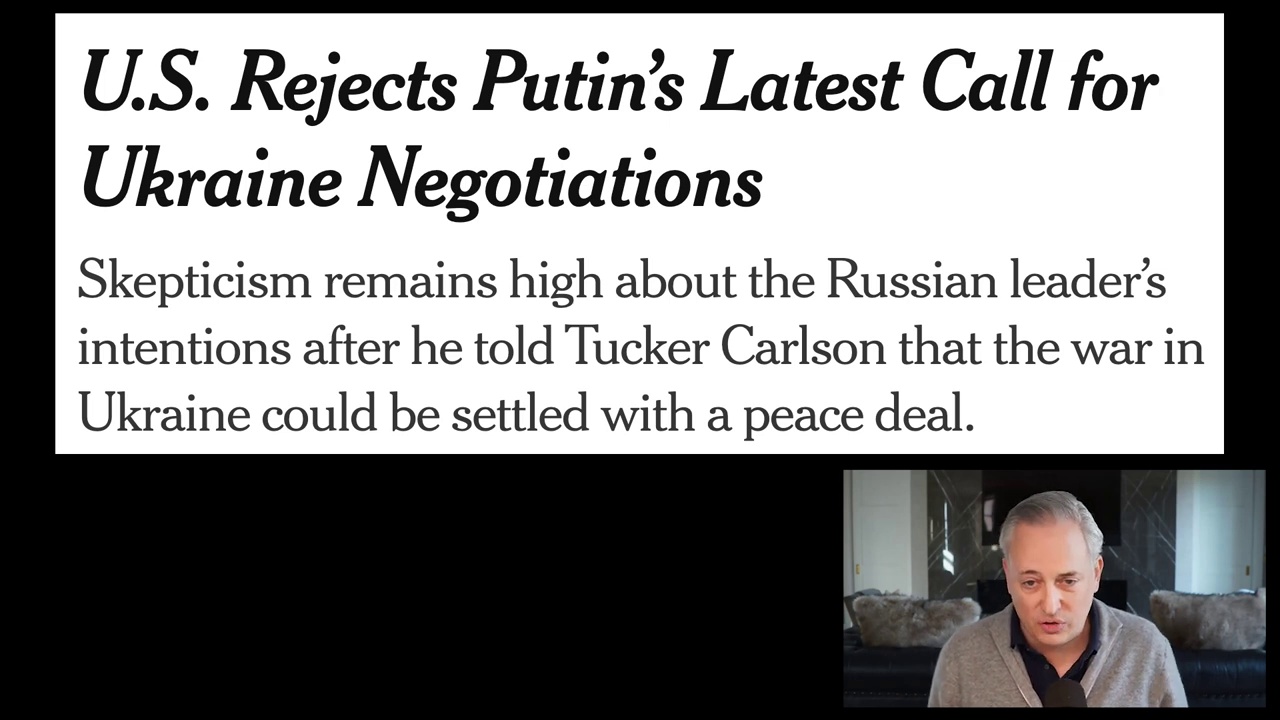 U.S. Rejects Putin’s Latest Call for
Ukraine Negotiations
Skepticism remains high about the Russian leader’s
intentions after he told Tucker Carlson that the war in
Ukraine could be settled with a peace deal.